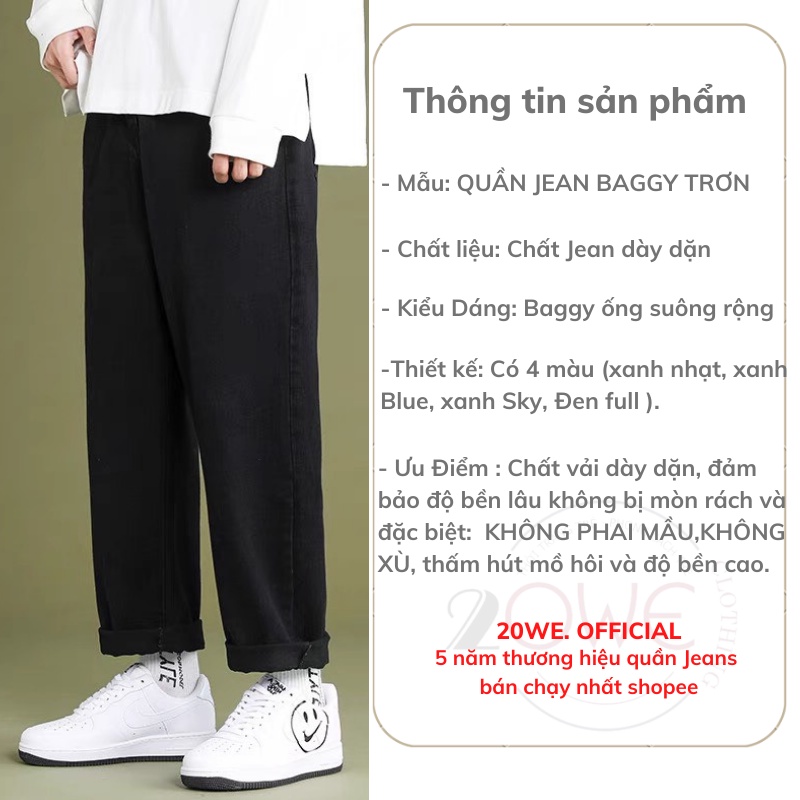 Thông tin sản phẩm
- Mẫu: QUẦN JEAN BAGGY TRƠN
- Chất liệu: Chất Jean dày dặn
- Kiểu Dáng: Baggy ống suông rộng
-Thiết kế: Có 4 màu (xanh nhạt, xanh
Blue, xanh Sky, Đen full ).
- Ưu Điểm : Chất vải dày dặn, đảm
bảo độ bền lâu không bị mòn rách và
đặc biệt:  KHÔNG PHAI MẦU,KHÔNG
XÙ, thấm hút mồ hôi và độ bền cao.
20WE
20WE. OFFICIAL
5 năm thương hiệu quần Jeans
bán chạy nhất shopee